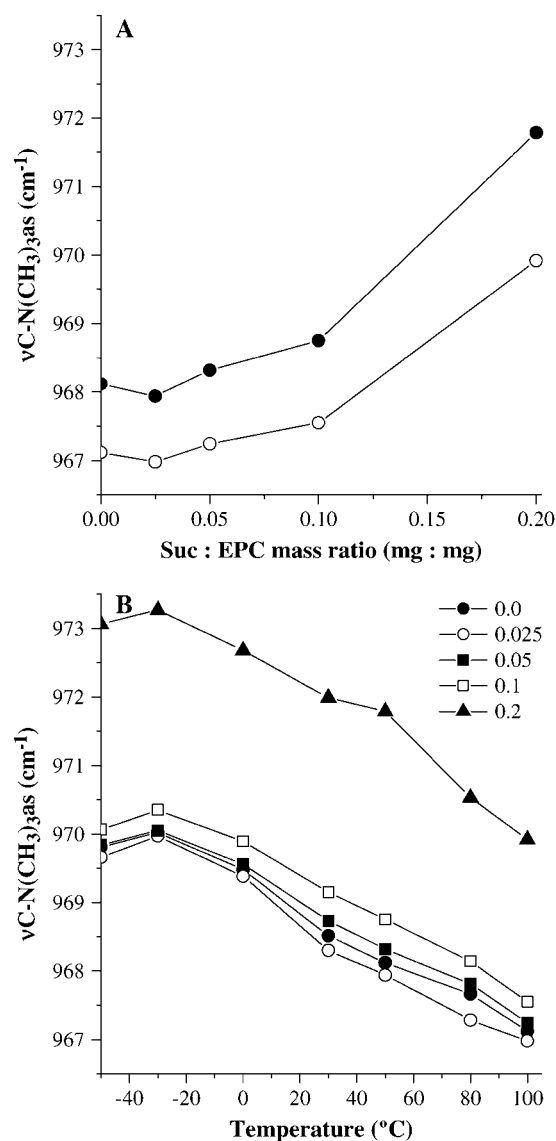 A
973
972
971
970
969
968
967
νC-N(CH3)3as (cm-1)
0.00 0.05 0.10 0.15 0.20
Suc : EPC mass ratio (mg : mg)
B
0.0
0.025
0.05
0.1
0.2
973
972
971
970
969
968
967
νC-N(CH3)3as (cm-1)
-40 -20 0 20 40 60 80 100
Temperature (ºC)